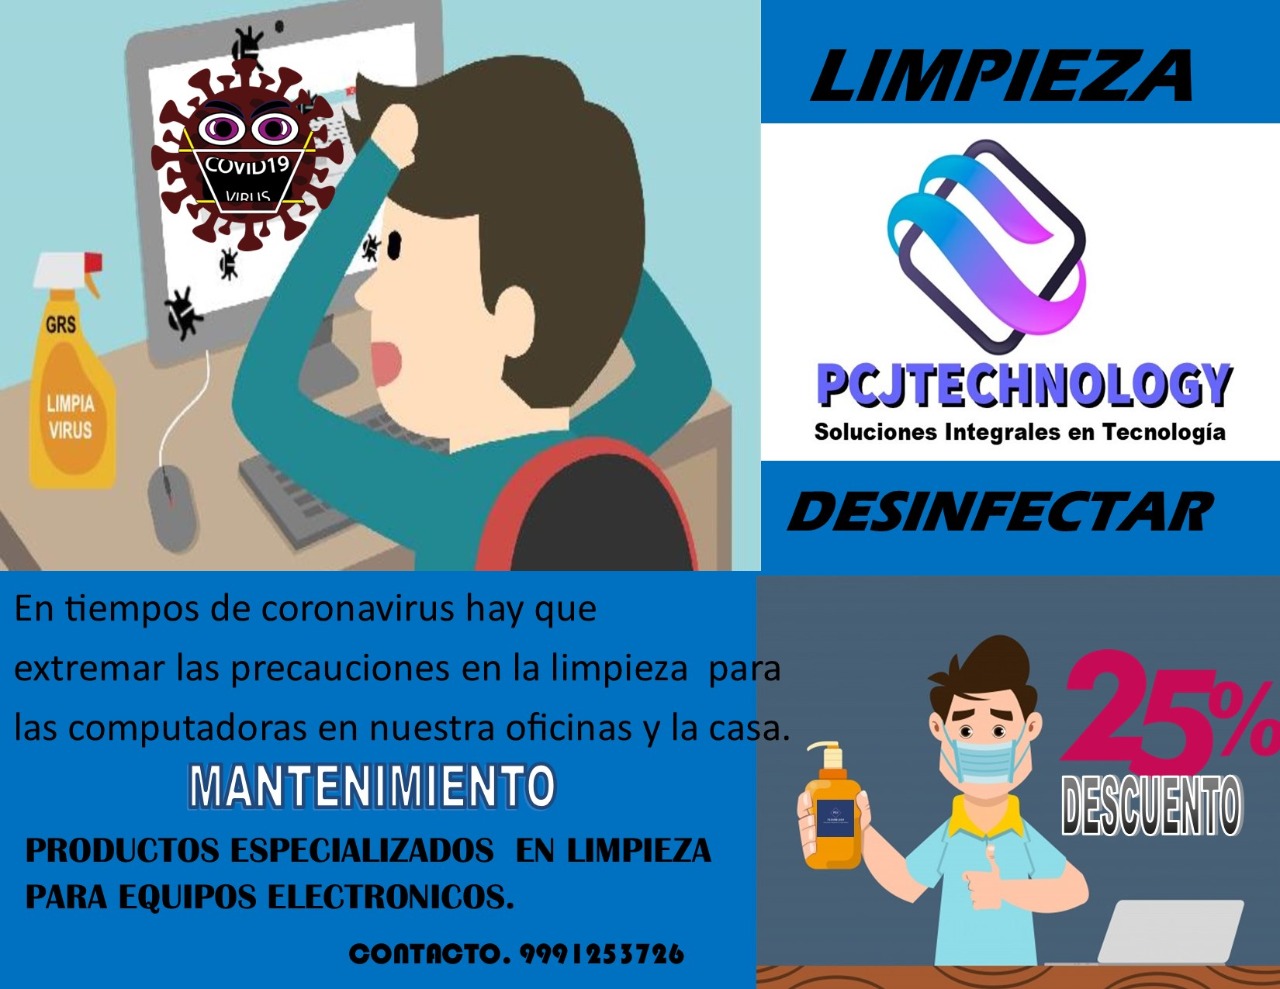 LIMPIEZA
COVID19
VIRUS
GRS
LIMPIA
VIRUS
PCJTECHNOLOGY
Soluciones Integrales en Tecnología
DESINFECTAR
En tiempos de coronavirus hay que
extremar las precauciones en la limpieza para
las computadoras en nuestra oficinas y la casa.
MANTENIMIENTO
PRODUCTOS ESPECIALIZADOS EN LIMPIEZA
PARA EQUIPOS ELECTRONICOS.
CONTACTO. 9991253726
25%
DESCUENTO